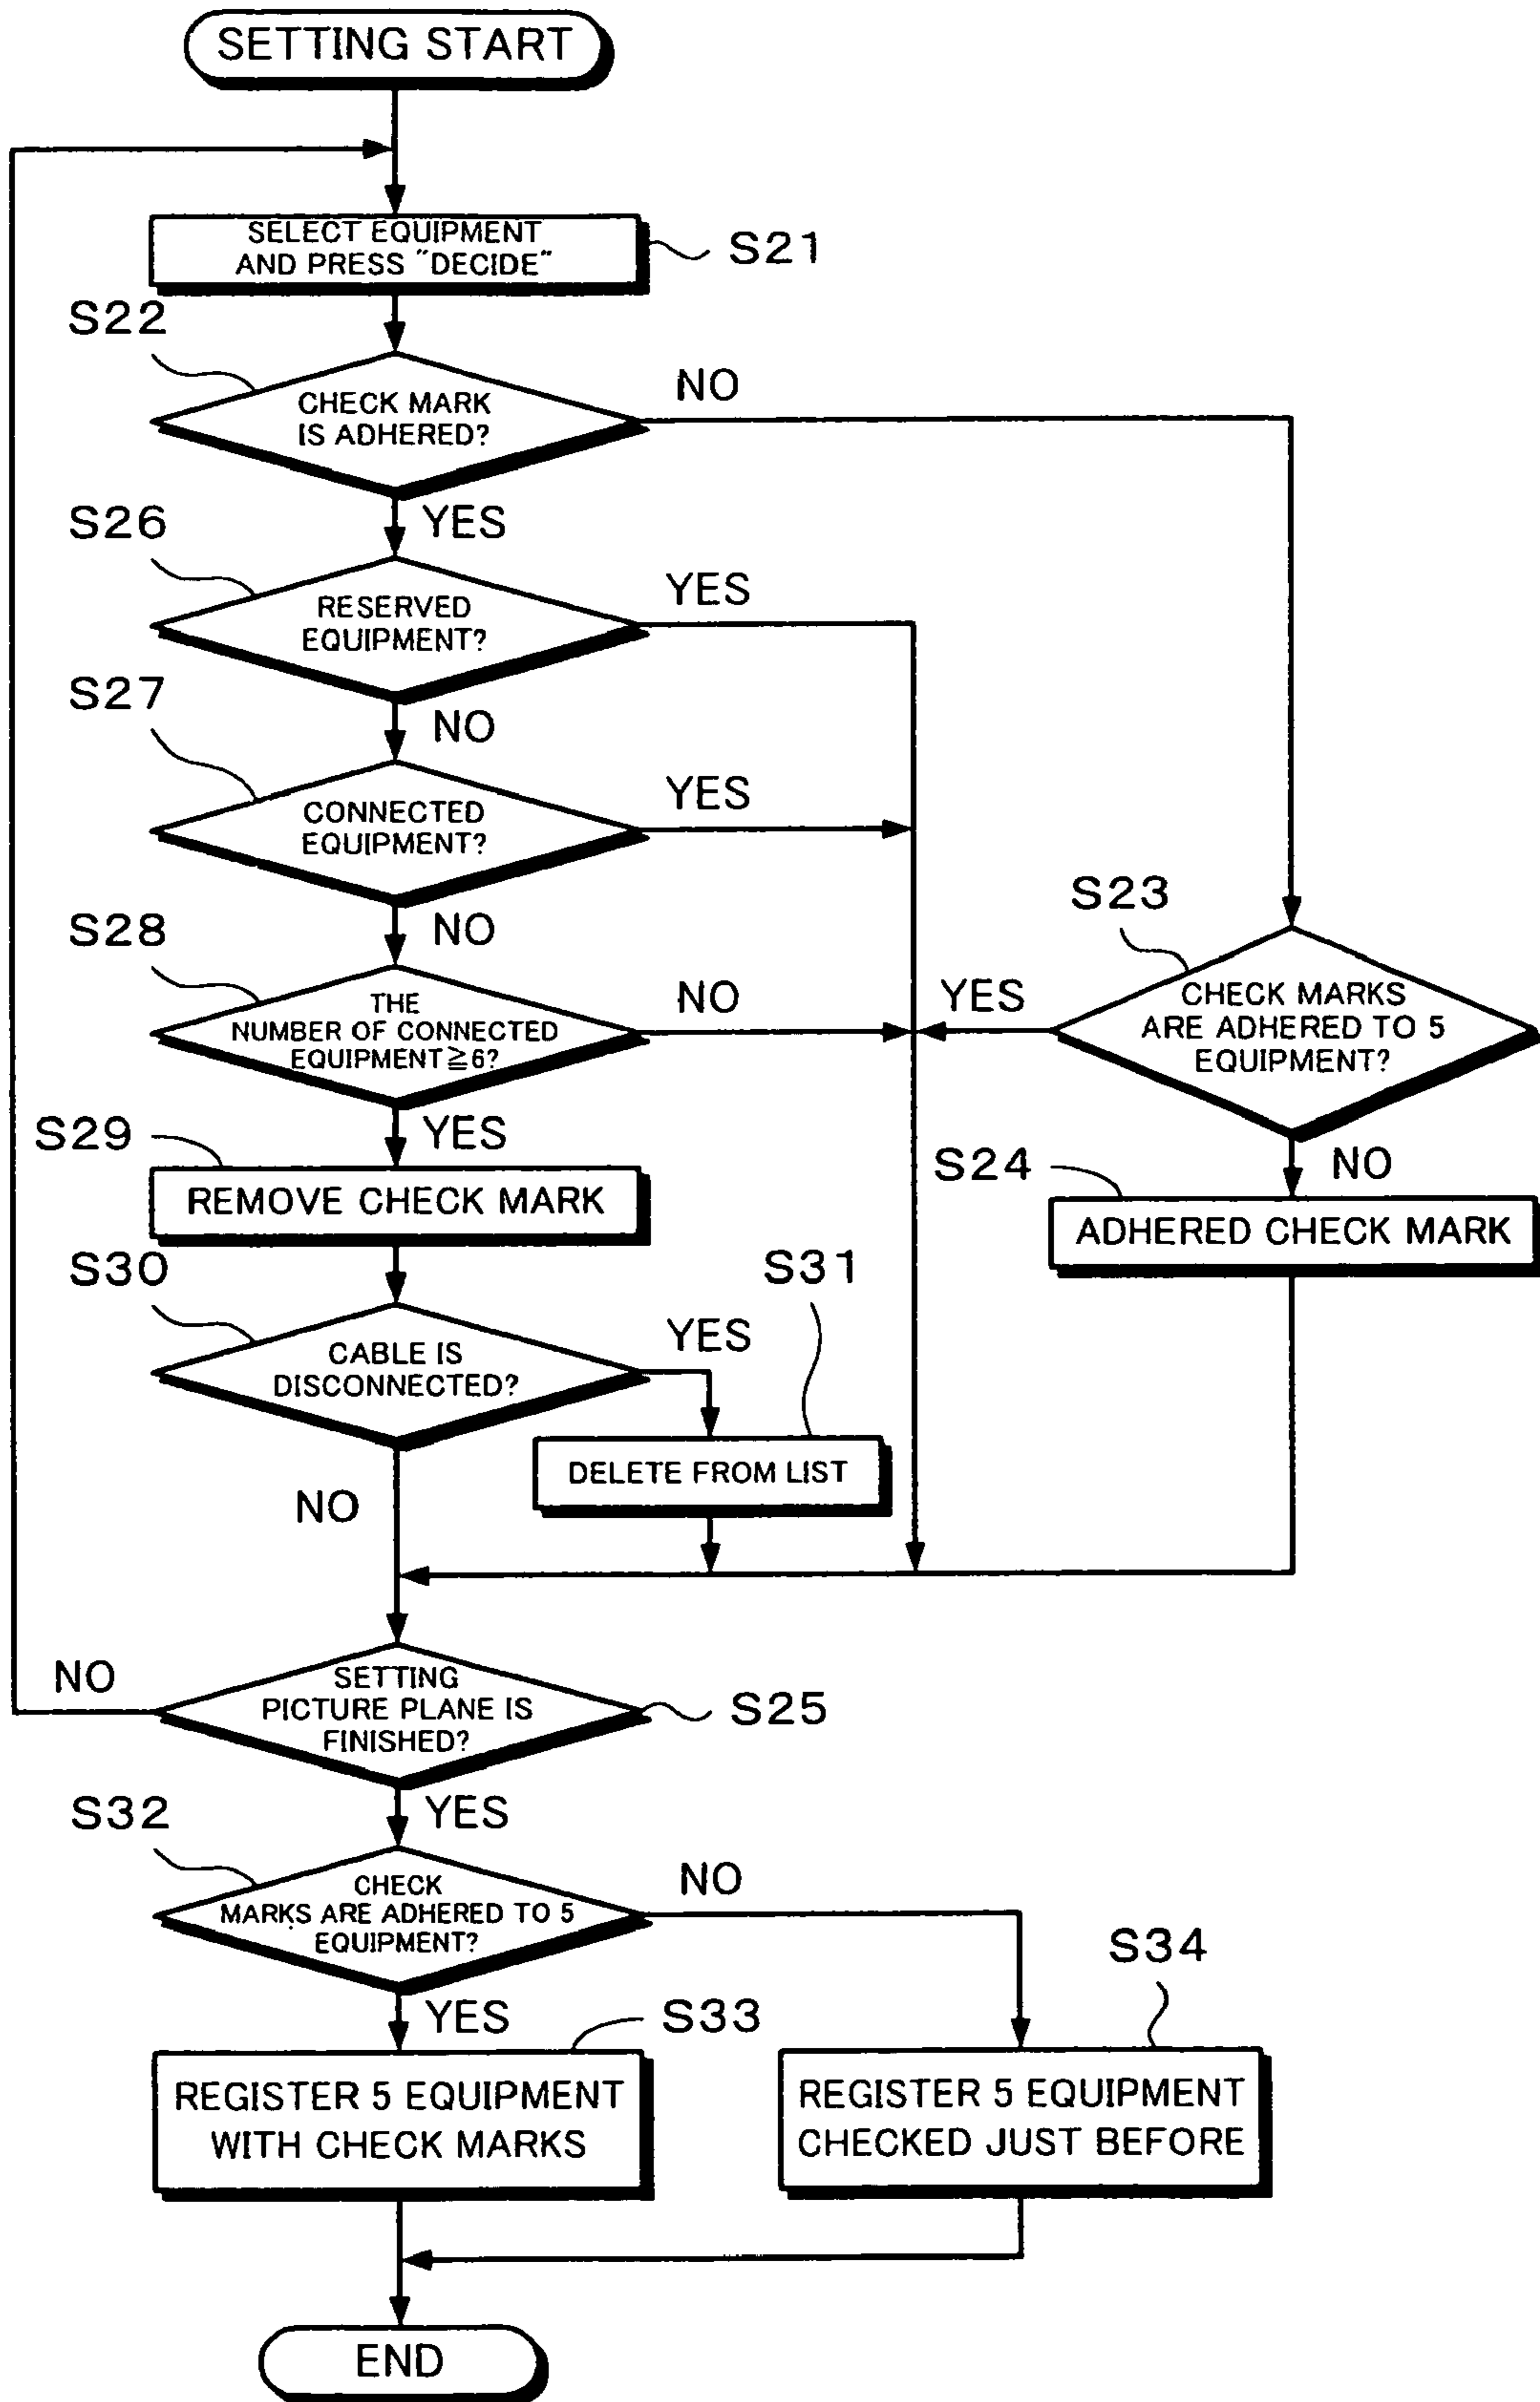 SETTING START
SELECT EQUIPMENT
AND PRESS "DECIDE"
S21
S22
CHECK MARK
IS ADHERED?
NO
YES
S26
RESERVED
EQUIPMENT?
YES
NO
S27
CONNECTED
EQUIPMENT?
YES
NO
S28
THE
NUMBER OF CONNECTED
EQUIPMENT≧6?
NO
YES
S23
CHECK MARKS
ARE ADHERED TO 5
EQUIPMENT?
YES
NO
S24
ADHERED CHECK MARK
S29
REMOVE CHECK MARK
S30
CABLE IS
DISCONNECTED?
YES
NO
S31
DELETE FROM LIST
SETTING
PICTURE PLANE IS
FINISHED?
S25
NO
YES
S32
CHECK
MARKS ARE ADHERED TO 5
EQUIPMENT?
NO
YES
S33
REGISTER 5 EQUIPMENT
WITH CHECK MARKS
S34
REGISTER 5 EQUIPMENT
CHECKED JUST BEFORE
END